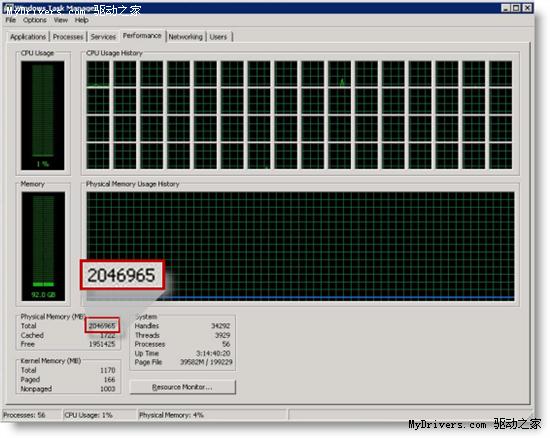 Windows Task Manager
MyDrivers.com 驱动之家
File Options View Help
Applications Processes Services Performance Networking Users
CPU Usage CPU Usage History
1 %
Memory Physical Memory Usage History
92.0 GB
2046965
Physical Memory (MB)
Total 2046965
Cached 1722
Free 1951425
System
Handles 34292
Threads 3929
Processes 56
Up Time 3:14:40:20
Page File 39582M / 199229
Kernel Memory (MB)
Total 1170
Paged 166
Nonpaged 1003
Resource Monitor...
Processes: 56 CPU Usage: 1% Physical Memory: 4%
MyDrivers.com 驱动之家